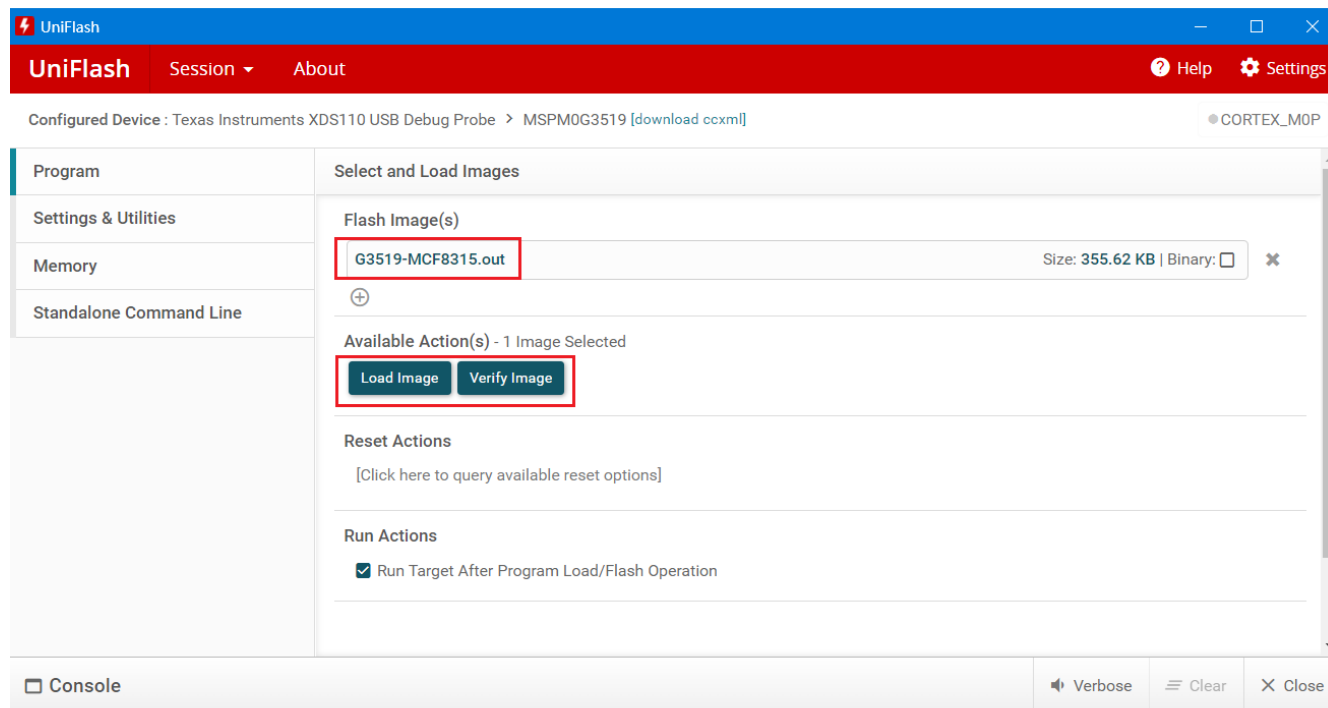 UniFlash
UniFlash Session About Help Settings
Configured Device : Texas Instruments XDS110 USB Debug Probe > MSPM0G3519 [download ccxml] CORTEX_M0P
Program
Settings & Utilities
Memory
Standalone Command Line
Select and Load Images
Flash Image(s)
G3519-MCF8315.out Size: 355.62 KB | Binary:
Available Action(s) - 1 Image Selected
Load Image Verify Image
Reset Actions
[Click here to query available reset options]
Run Actions
Run Target After Program Load/Flash Operation
Console Verbose Clear Close